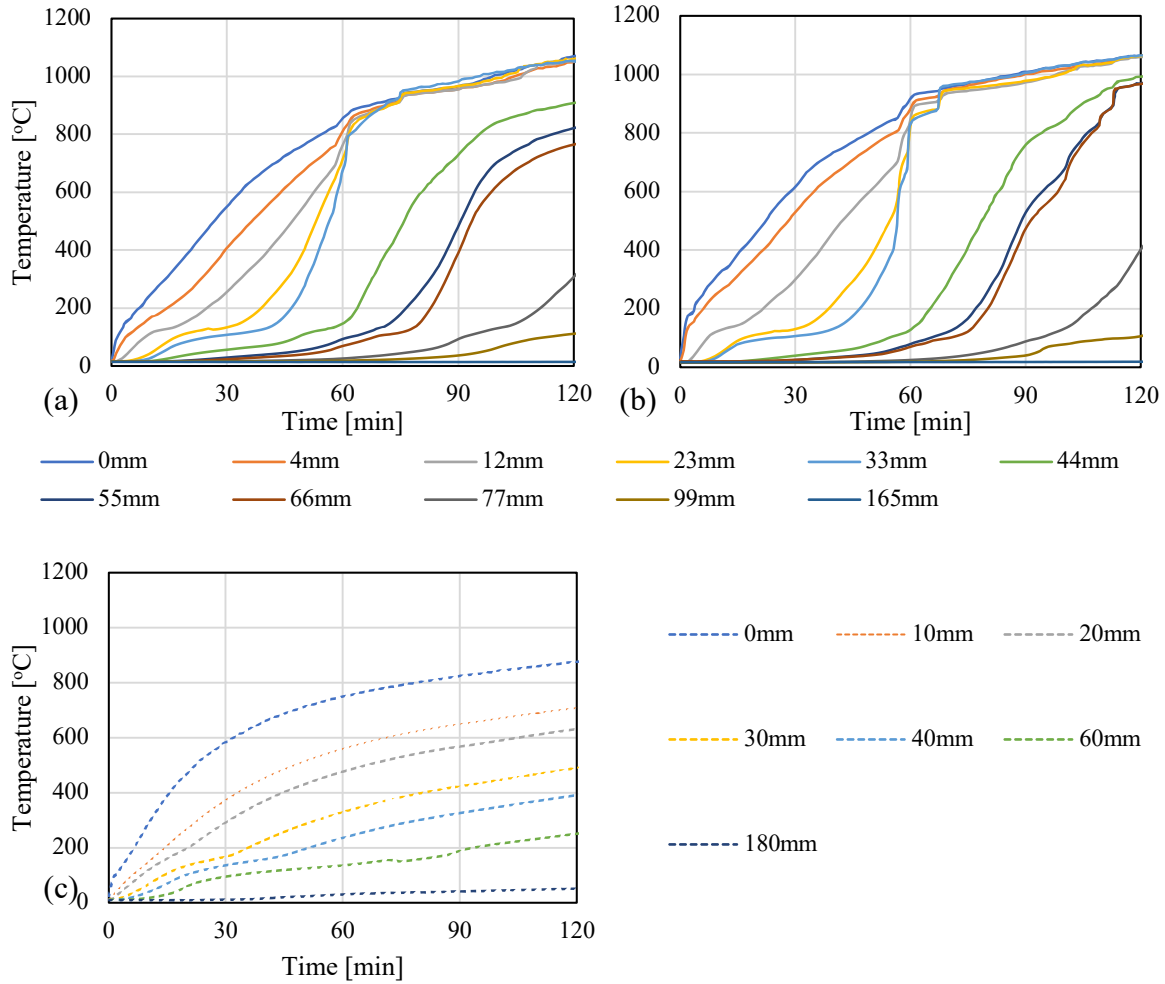 1200
1000
800
600
400
200
0
Temperature [°C]
0 30 60 90 120
(a) Time [min]
1200
1000
800
600
400
200
0
Temperature [°C]
0 30 60 90 120
(b) Time [min]
0mm 4mm 12mm 23mm 33mm 44mm
55mm 66mm 77mm 99mm 165mm
1200
1000
800
600
400
200
0
Temperature [°C]
(c)
0 30 60 90 120
Time [min]
0mm 10mm 20mm
30mm 40mm 60mm
180mm